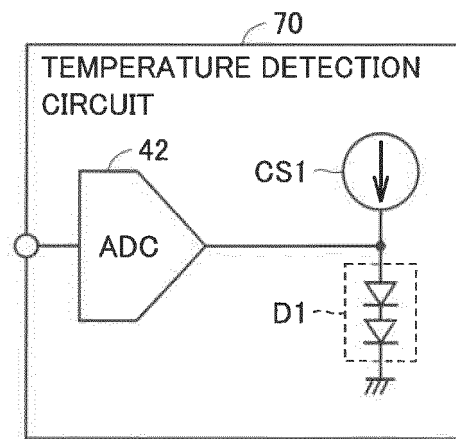 70
TEMPERATURE DETECTION
CIRCUIT
42
CS1
ADC
D1